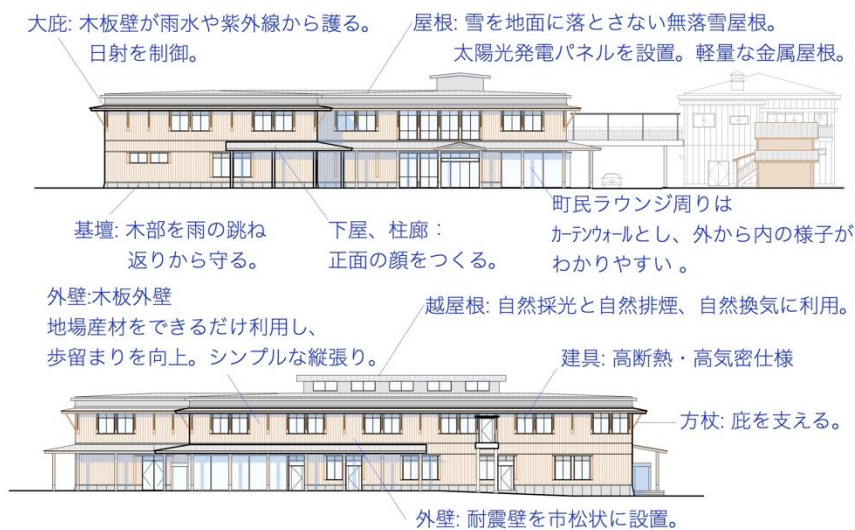 大庇: 木板壁が雨水や紫外線から護る。
日射を制御。
屋根: 雪を地面に落とさない無落雪屋根。
太陽光発電パネルを設置。軽量な金属屋根。
基壇: 木部を雨の跳ね
返りから守る。
下屋、柱廊：
正面の顔をつくる。
町民ラウンジ周りは
ｶｰﾃﾝｳｫｰﾙとし、外から内の様子が
わかりやすい 。
外壁:木板外壁
地場産材をできるだけ利用し、
歩留まりを向上。シンプルな縦張り。
越屋根: 自然採光と自然排煙、自然換気に利用。
建具: 高断熱・高気密仕様
方杖: 庇を支える。
外壁: 耐震壁を市松状に設置。